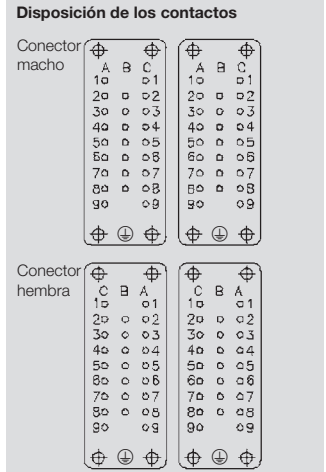 Disposición de los contactos
Conector macho
A B C A B C
1 1 1 1
2 2 2 2
3 3 3 3
4 4 4 4
5 5 5 5
6 6 6 6
7 7 7 7
8 8 8 8
9 9 9 9
Conector hembra
C B A C B A
1 1 1 1
2 2 2 2
3 3 3 3
4 4 4 4
5 5 5 5
6 6 6 6
7 7 7 7
8 8 8 8
9 9 9 9